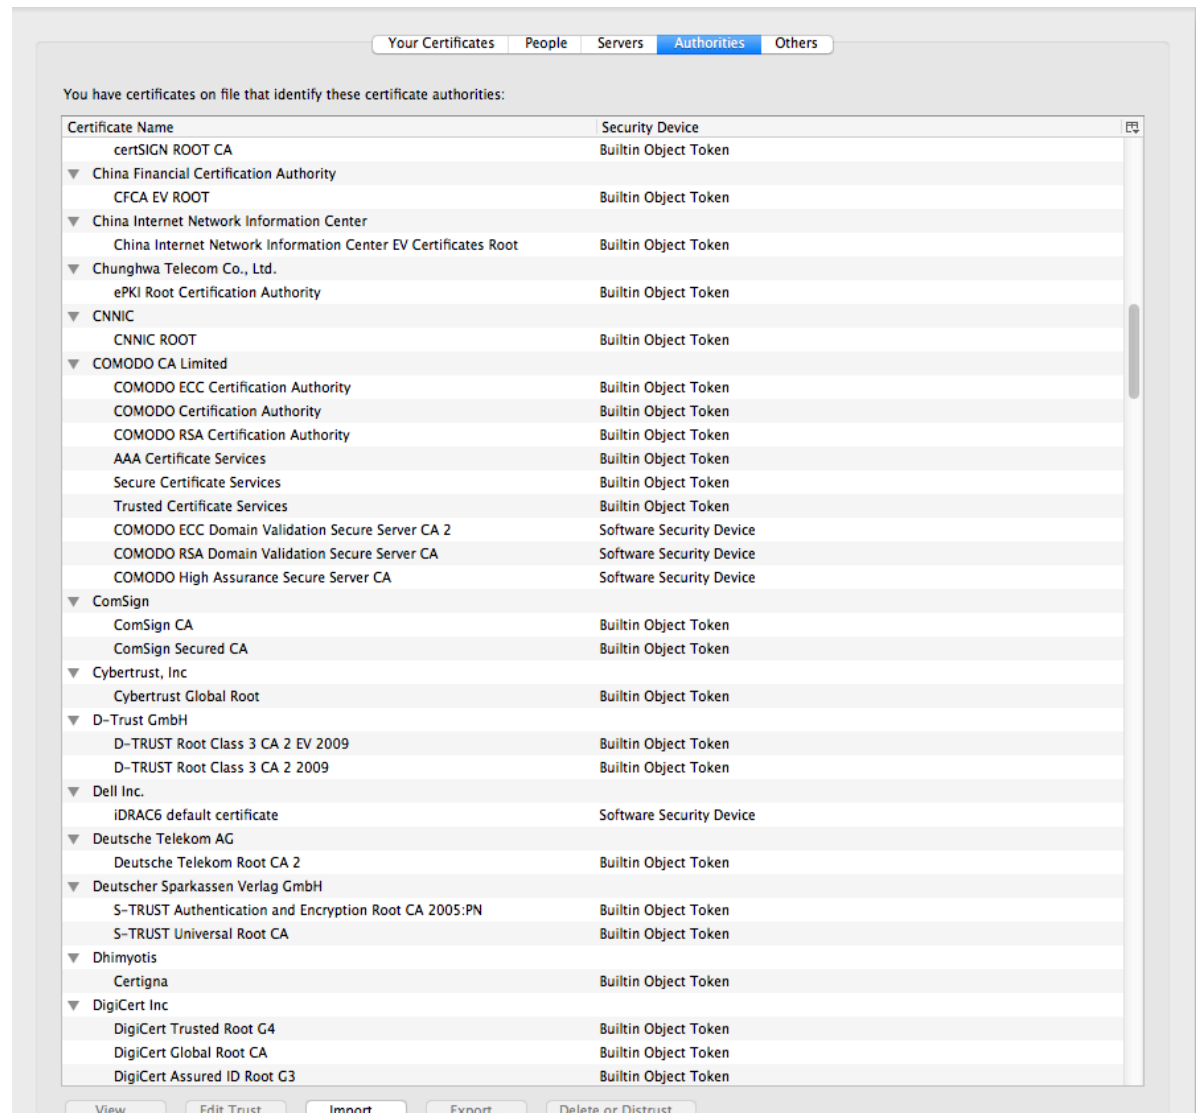 Your Certificates People Servers Authorities Others
You have certificates on file that identify these certificate authorities:
Certificate Name Security Device
certSIGN ROOT CA Builtin Object Token
China Financial Certification Authority
CFCA EV ROOT Builtin Object Token
China Internet Network Information Center
China Internet Network Information Center EV Certificates Root Builtin Object Token
Chunghwa Telecom Co., Ltd.
ePKI Root Certification Authority Builtin Object Token
CNNIC
CNNIC ROOT Builtin Object Token
COMODO CA Limited
COMODO ECC Certification Authority Builtin Object Token
COMODO Certification Authority Builtin Object Token
COMODO RSA Certification Authority Builtin Object Token
AAA Certificate Services Builtin Object Token
Secure Certificate Services Builtin Object Token
Trusted Certificate Services Builtin Object Token
COMODO ECC Domain Validation Secure Server CA 2 Software Security Device
COMODO RSA Domain Validation Secure Server CA Software Security Device
COMODO High Assurance Secure Server CA Software Security Device
ComSign
ComSign CA Builtin Object Token
ComSign Secured CA Builtin Object Token
Cybertrust, Inc
Cybertrust Global Root Builtin Object Token
D-Trust GmbH
D-TRUST Root Class 3 CA 2 EV 2009 Builtin Object Token
D-TRUST Root Class 3 CA 2 2009 Builtin Object Token
Dell Inc.
iDRAC6 default certificate Software Security Device
Deutsche Telekom AG
Deutsche Telekom Root CA 2 Builtin Object Token
Deutscher Sparkassen Verlag GmbH
S-TRUST Authentication and Encryption Root CA 2005:PN Builtin Object Token
S-TRUST Universal Root CA Builtin Object Token
Dhimyotis
Certigna Builtin Object Token
DigiCert Inc
DigiCert Trusted Root G4 Builtin Object Token
DigiCert Global Root CA Builtin Object Token
DigiCert Assured ID Root G3 Builtin Object Token
View... Edit Trust... Import... Export... Delete or Distrust...